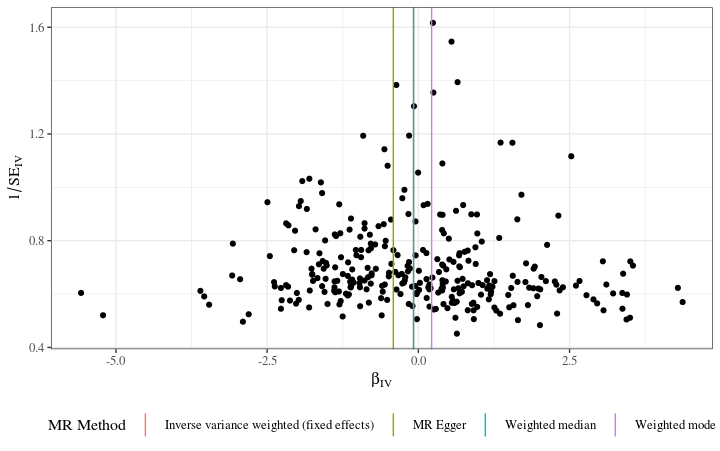 1/SE_IV
1.6
1.2
0.8
0.4
-5.0 -2.5 0.0 2.5
β_IV
MR Method Inverse variance weighted (fixed effects) MR Egger Weighted median Weighted mode